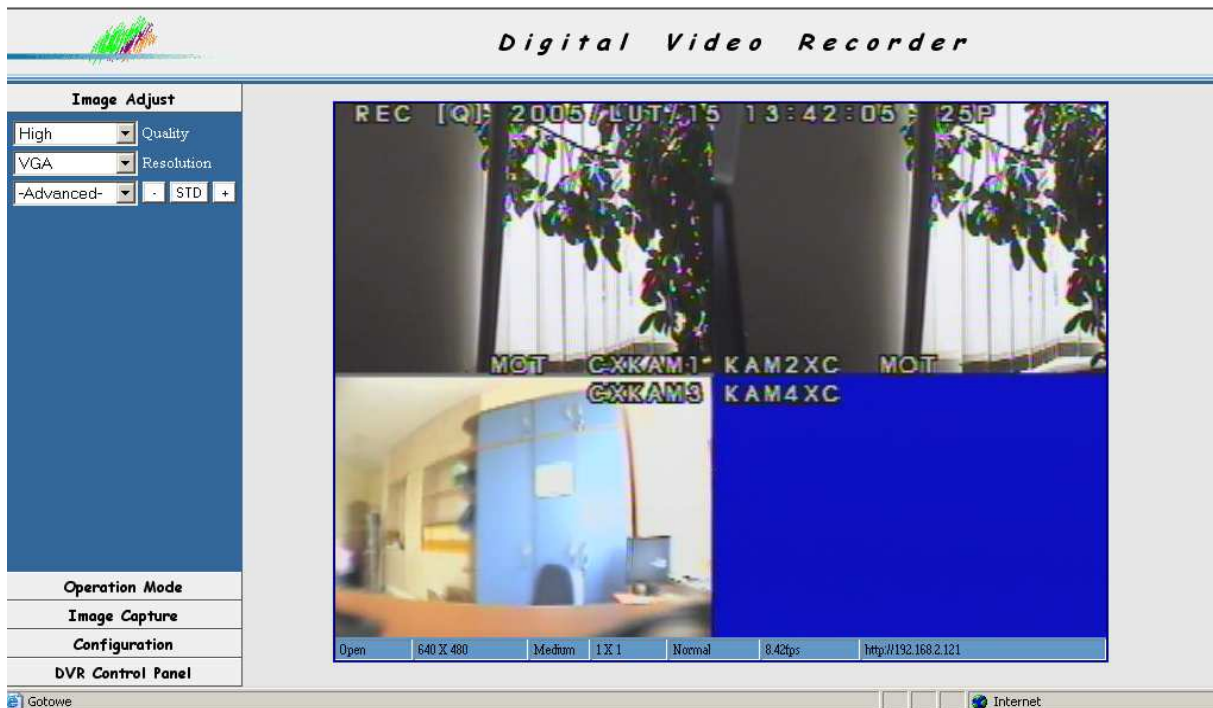 Digital Video Recorder
Image Adjust
High Quality
VGA Resolution
-Advanced- - STD +
Operation Mode
Image Capture
Configuration
DVR Control Panel
REC [Q] 2005/LUT/15 13:42:05 25P
MOT CXKAM1 KAM2XC MOT
CXKAM3 KAM4XC
Open 640 X 480 Medium 1 X 1 Normal 8.42fps http://192.168.2.121
Gotowe Internet